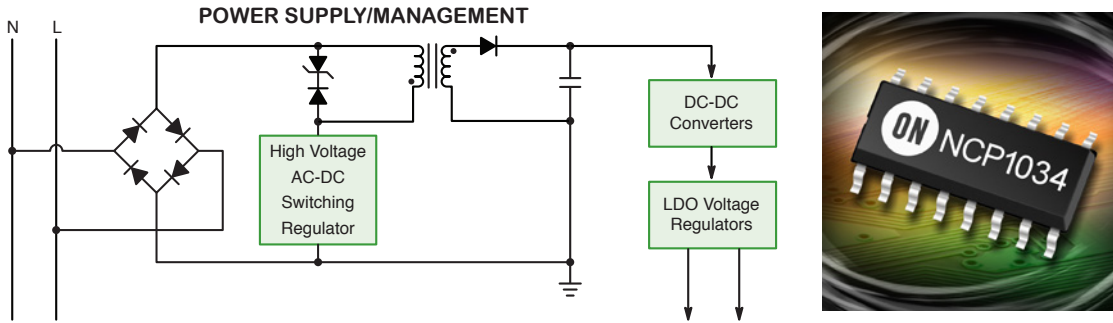 POWER SUPPLY/MANAGEMENT
N
L
High Voltage
AC-DC
Switching
Regulator
DC-DC
Converters
LDO Voltage
Regulators
ON
NCP1034